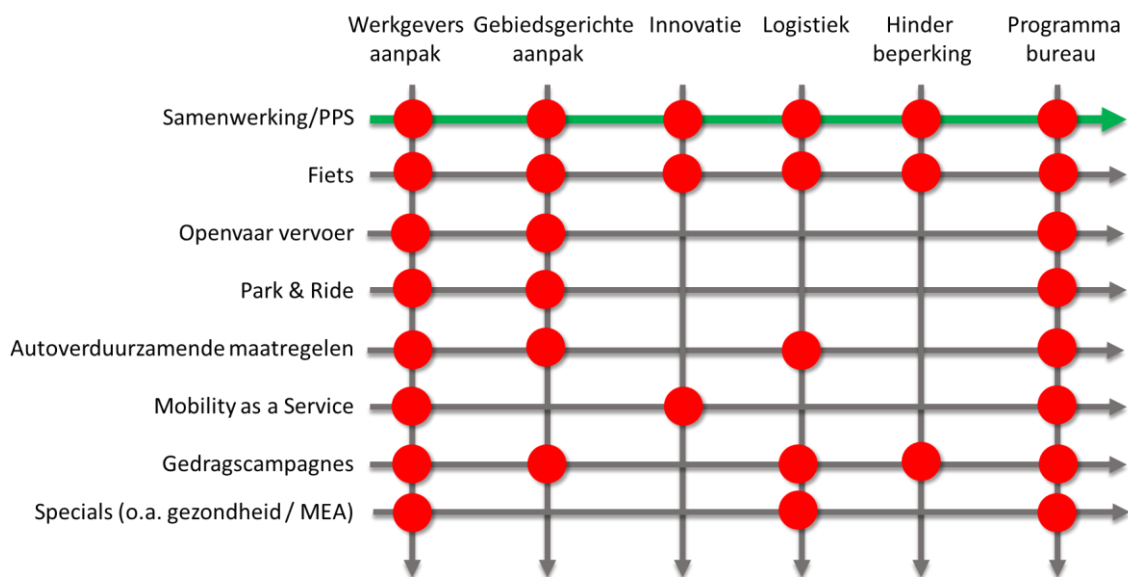 Werkgevers aanpak
Gebiedsgerichte aanpak
Innovatie
Logistiek
Hinder beperking
Programma bureau
Samenwerking/PPS
Fiets
Openvaar vervoer
Park & Ride
Autoverduurzamende maatregelen
Mobility as a Service
Gedragscampagnes
Specials (o.a. gezondheid / MEA)